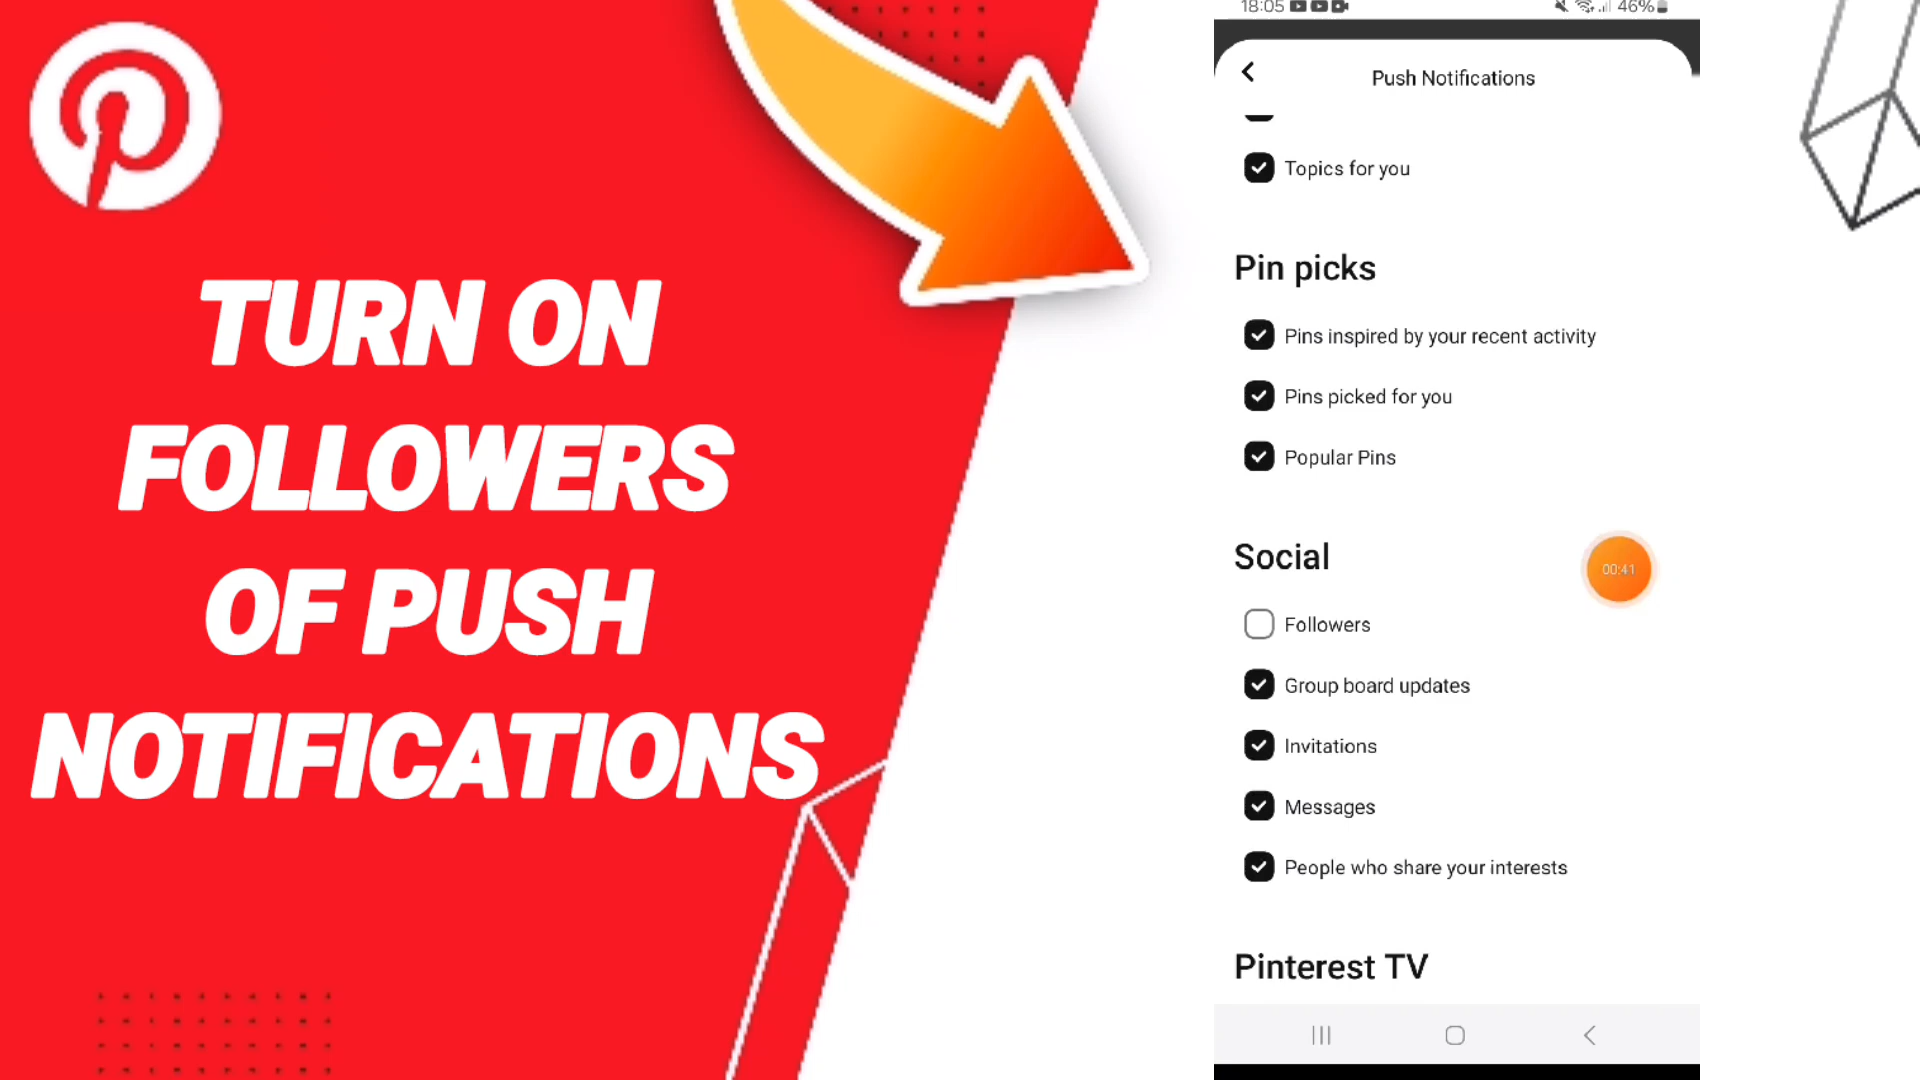 TURN ON
FOLLOWERS
OF PUSH
NOTIFICATIONS
18:05
46%
Push Notifications
Topics for you
Pin picks
Pins inspired by your recent activity
Pins picked for you
Popular Pins
Social
00:41
Followers
Group board updates
Invitations
Messages
People who share your interests
Pinterest TV